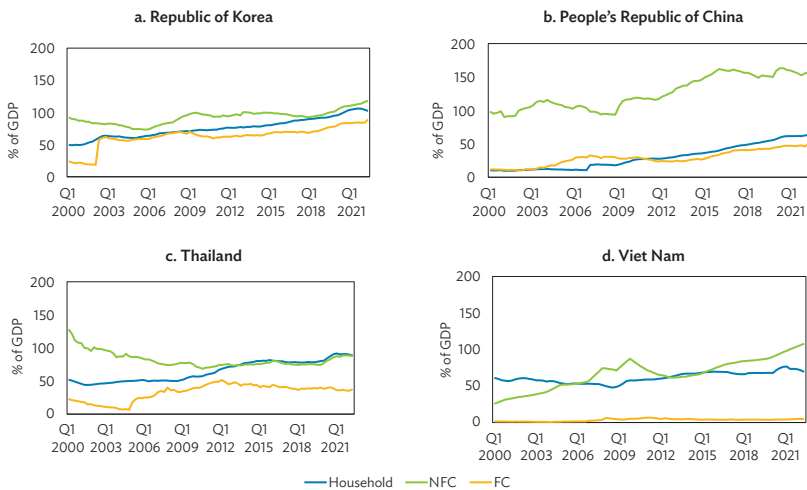 a. Republic of Korea
200
150
100
50
0
% of GDP
Q1 Q1 Q1 Q1 Q1 Q1 Q1 Q1
2000 2003 2006 2009 2012 2015 2018 2021
b. People's Republic of China
200
150
100
50
0
% of GDP
Q1 Q1 Q1 Q1 Q1 Q1 Q1 Q1
2000 2003 2006 2009 2012 2015 2018 2021
c. Thailand
200
150
100
50
0
% of GDP
Q1 Q1 Q1 Q1 Q1 Q1 Q1 Q1
2000 2003 2006 2009 2012 2015 2018 2021
d. Viet Nam
200
150
100
50
0
% of GDP
Q1 Q1 Q1 Q1 Q1 Q1 Q1 Q1
2000 2003 2006 2009 2012 2015 2018 2021
Household NFC FC